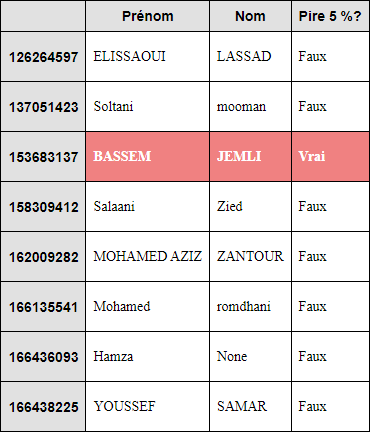 Prénom Nom Pire 5 %?
126264597 ELISSAOUI LASSAD Faux
137051423 Soltani mooman Faux
153683137 BASSEM JEMLI Vrai
158309412 Salaani Zied Faux
162009282 MOHAMED AZIZ ZANTOUR Faux
166135541 Mohamed romdhani Faux
166436093 Hamza None Faux
166438225 YOUSSEF SAMAR Faux